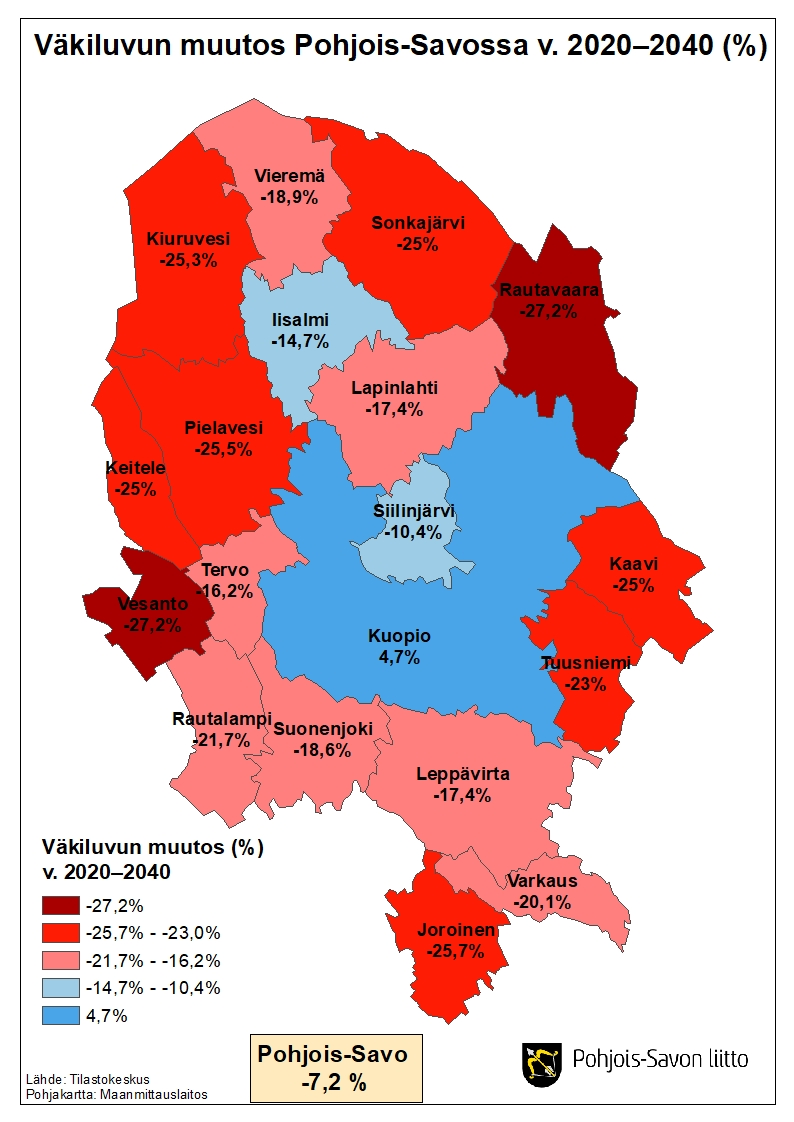 Väkiluvun muutos Pohjois-Savossa v. 2020–2040 (%)
Vieremä
-18,9%
Sonkajärvi
-25%
Kiuruvesi
-25,3%
Rautavaara
-27,2%
Iisalmi
-14,7%
Lapinlahti
-17,4%
Pielavesi
-25,5%
Keitele
-25%
Siilinjärvi
-10,4%
Kaavi
-25%
Tervo
-16,2%
Vesanto
-27,2%
Kuopio
4,7%
Tuusniemi
-23%
Rautalampi
-21,7%
Suonenjoki
-18,6%
Leppävirta
-17,4%
Varkaus
-20,1%
Joroinen
-25,7%
Väkiluvun muutos (%)
v. 2020–2040
-27,2%
-25,7% - -23,0%
-21,7% - -16,2%
-14,7% - -10,4%
4,7%
Pohjois-Savo
-7,2 %
Pohjois-Savon liitto
Lähde: Tilastokeskus
Pohjakartta: Maanmittauslaitos